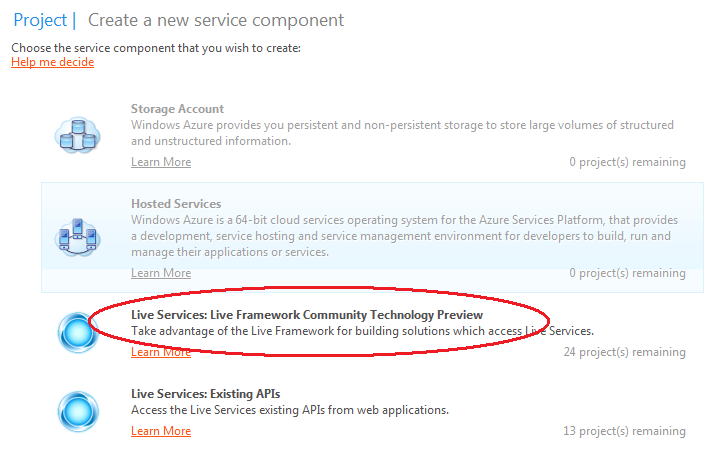 Project | Create a new service component
Choose the service component that you wish to create:
Help me decide
Storage Account
Windows Azure provides you persistent and non-persistent storage to store large volumes of structured
and unstructured information.
Learn More 0 project(s) remaining
Hosted Services
Windows Azure is a 64-bit cloud services operating system for the Azure Services Platform, that provides
a development, service hosting and service management environment for developers to build, run and
manage their applications or services.
Learn More 0 project(s) remaining
Live Services: Live Framework Community Technology Preview
Take advantage of the Live Framework for building solutions which access Live Services.
Learn More 24 project(s) remaining
Live Services: Existing APIs
Access the Live Services existing APIs from web applications.
Learn More 13 project(s) remaining